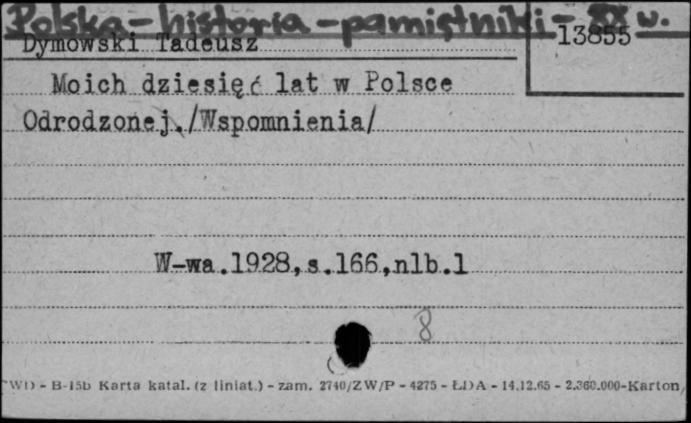 Polska - historia - pamiętniki - XX w.
13855
Dymowski Tadeusz
Moich dziesięć lat w Polsce
Odrodzonej./Wspomnienia/
W-wa.1928,s.166,nlb.1
8
WD - B-15b Karta katal. (z liniat.) - zam. 2740/ZW/P - 4275 - ŁDA - 14.12.65 - 2.360.000-Karton